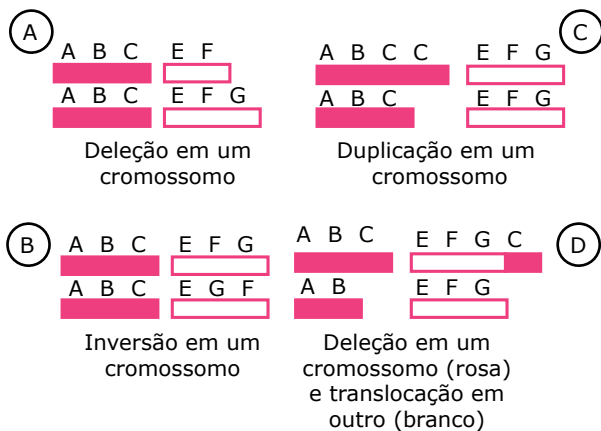 A
A B C E F
A B C E F G
Deleção em um
cromossomo
C
A B C C E F G
A B C E F G
Duplicação em um
cromossomo
B
A B C E F G
A B C E G F
Inversão em um
cromossomo
D
A B C E F G C
A B E F G
Deleção em um
cromossomo (rosa)
e translocação em
outro (branco)